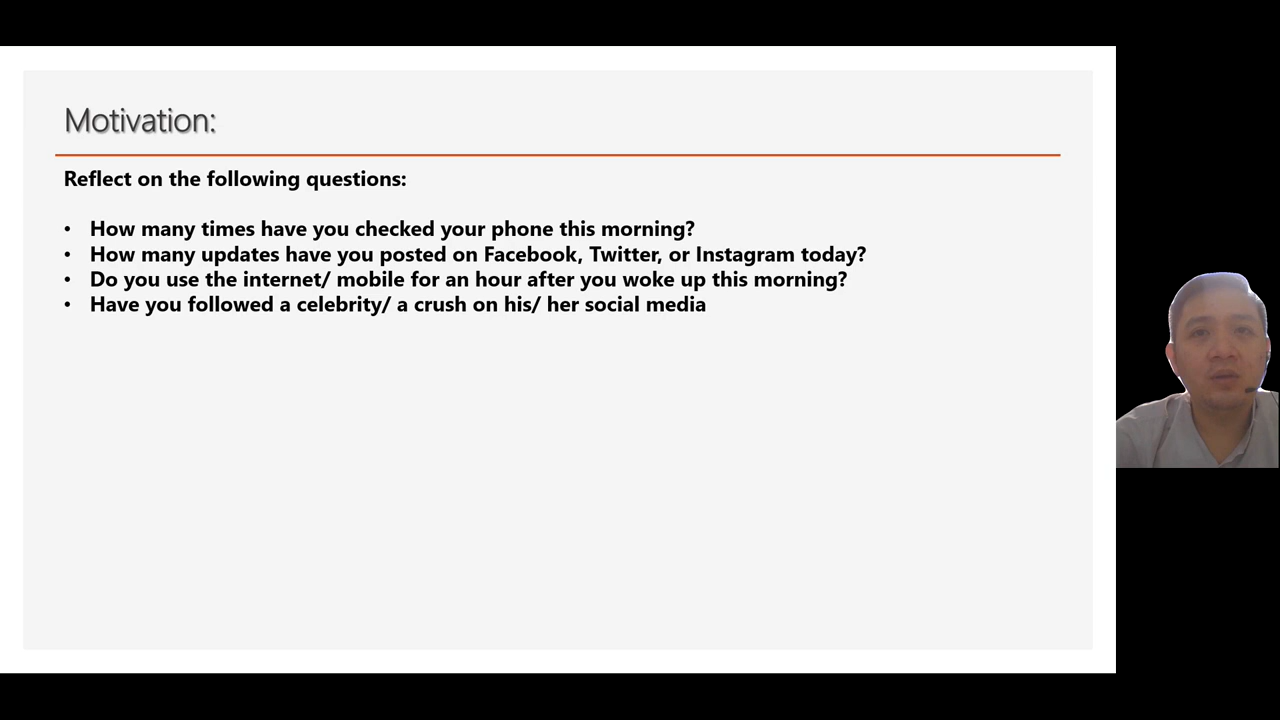 Motivation:
Reflect on the following questions:
• How many times have you checked your phone this morning?
• How many updates have you posted on Facebook, Twitter, or Instagram today?
• Do you use the internet/ mobile for an hour after you woke up this morning?
• Have you followed a celebrity/ a crush on his/ her social media